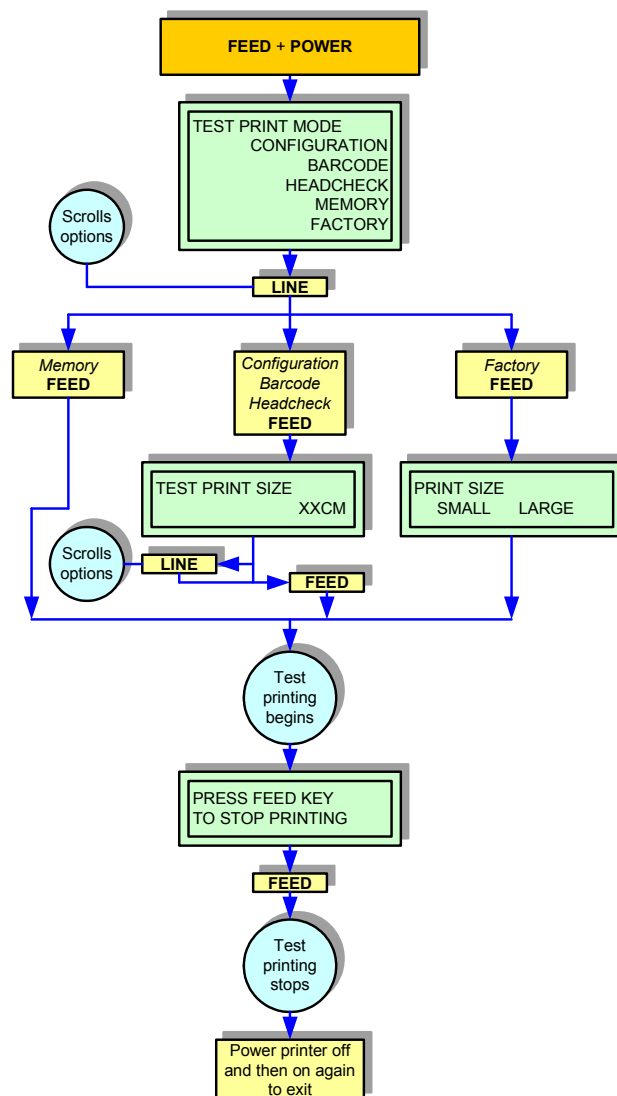 FEED + POWER
TEST PRINT MODE
CONFIGURATION
BARCODE
HEADCHECK
MEMORY
FACTORY
Scrolls
options
LINE
Memory
FEED
Configuration
Barcode
Headcheck
FEED
Factory
FEED
TEST PRINT SIZE
XXCM
PRINT SIZE
SMALL LARGE
Scrolls
options
LINE
FEED
Test
printing
begins
PRESS FEED KEY
TO STOP PRINTING
FEED
Test
printing
stops
Power printer off
and then on again
to exit